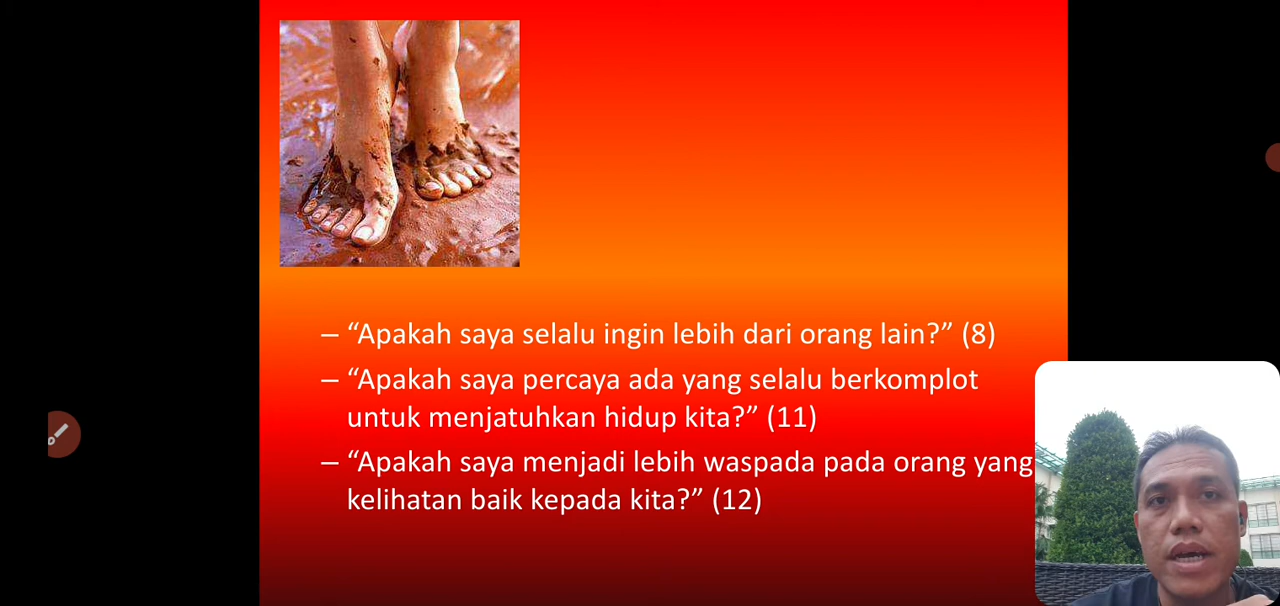 – “Apakah saya selalu ingin lebih dari orang lain?” (8)
– “Apakah saya percaya ada yang selalu berkomplot
untuk menjatuhkan hidup kita?” (11)
– “Apakah saya menjadi lebih waspada pada orang yang
kelihatan baik kepada kita?” (12)